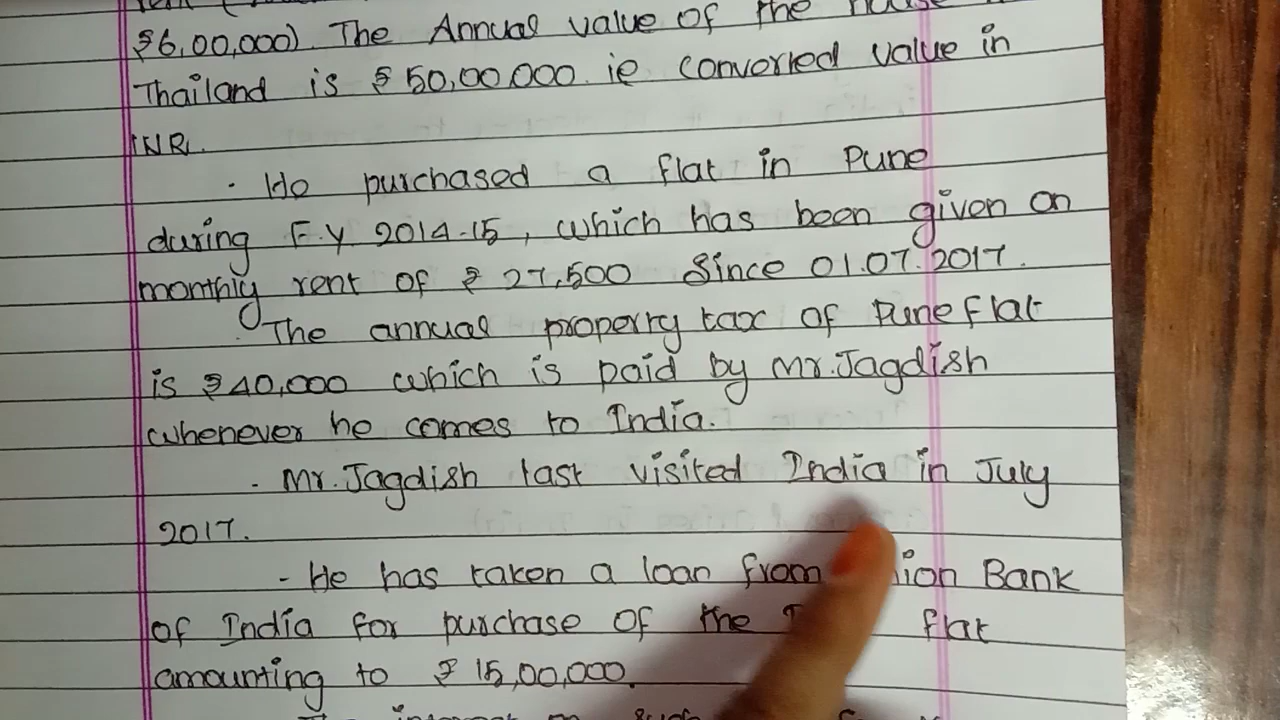 ₹6,00,000). The Annual value of the house
Thailand is ₹ 50,00,000 ie converted value in
INR.
· He purchased a flat in Pune
during F.Y 2014-15, which has been given on
monthly rent of ₹ 27,500 Since 01.07.2017.
· The annual property tax of Pune flat
is ₹40,000 which is paid by Mr.Jagdish
whenever he comes to India.
- Mr.Jagdish last visited India in July
2017.
- He has taken a loan from Bank
of India for purchase of the flat
amounting to ₹ 15,00,000.